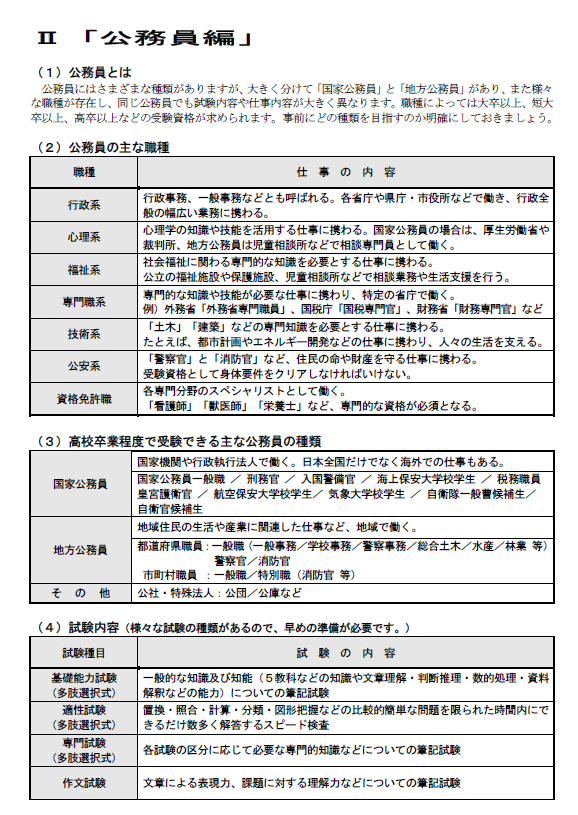 Ⅱ 「公務員編」
（１）公務員とは
公務員にはさまざまな種類がありますが、大きく分けて「国家公務員」と「地方公務員」があり、また様々
な職種が存在し、同じ公務員でも試験内容や仕事内容が大きく異なります。職種によっては大卒以上、短大
卒以上、高卒以上などの受験資格が求められます。事前にどの種類を目指すのか明確にしておきましょう。
（２）公務員の主な職種
職種 仕 事 の 内 容
行政系 行政事務、一般事務などとも呼ばれる。各省庁や県庁・市役所などで働き、行政全
般の幅広い業務に携わる。
心理系 心理学の知識や技能を活用する仕事に携わる。国家公務員の場合は、厚生労働省や
裁判所、地方公務員は児童相談所などで相談専門員として働く。
福祉系 社会福祉に関わる専門的な知識を必要とする仕事に携わる。
公立の福祉施設や保護施設、児童相談所などで相談業務や生活支援を行う。
専門職系 専門的な知識や技能が必要な仕事に携わり、特定の省庁で働く。
例）外務省「外務省専門職員」、国税庁「国税専門官」、財務省「財務専門官」など
技術系 「土木」「建築」などの専門知識を必要とする仕事に携わる。
たとえば、都市計画やエネルギー開発などの仕事に携わり、人々の生活を支える。
公安系 「警察官」と「消防官」など、住民の命や財産を守る仕事に携わる。
受験資格として身体要件をクリアしなければいけない。
資格免許職 各専門分野のスペシャリストとして働く。
「看護師」「獣医師」「栄養士」など、専門的な資格が必須となる。
（３）高校卒業程度で受験できる主な公務員の種類
国家公務員 国家機関や行政執行法人で働く。日本全国だけでなく海外での仕事もある。
国家公務員一般職 ／ 刑務官 ／ 入国警備官 ／ 海上保安大学校学生 ／ 税務職員
皇宮護衛官 ／ 航空保安大学校学生／ 気象大学校学生 ／ 自衛隊一般曹候補生／
自衛官候補生
地方公務員 地域住民の生活や産業に関連した仕事など、地域で働く。
都道府県職員：一般職（一般事務／学校事務／警察事務／総合土木／水産／林業 等）
警察官／消防官
市町村職員 ：一般職／特別職（消防官 等）
そ の 他 公社・特殊法人：公団／公庫など
（４）試験内容（様々な試験の種類があるので、早めの準備が必要です。）
試験種目 試 験 の 内 容
基礎能力試験 一般的な知識及び知能（５教科などの知識や文章理解・判断推理・数的処理・資料
（多肢選択式） 解釈などの能力）についての筆記試験
適性試験 置換・照合・計算・分類・図形把握などの比較的簡単な問題を限られた時間内にで
（多肢選択式） きるだけ数多く解答するスピード検査
専門試験
（多肢選択式） 各試験の区分に応じて必要な専門的知識などについての筆記試験
作文試験 文章による表現力、課題に対する理解力などについての筆記試験